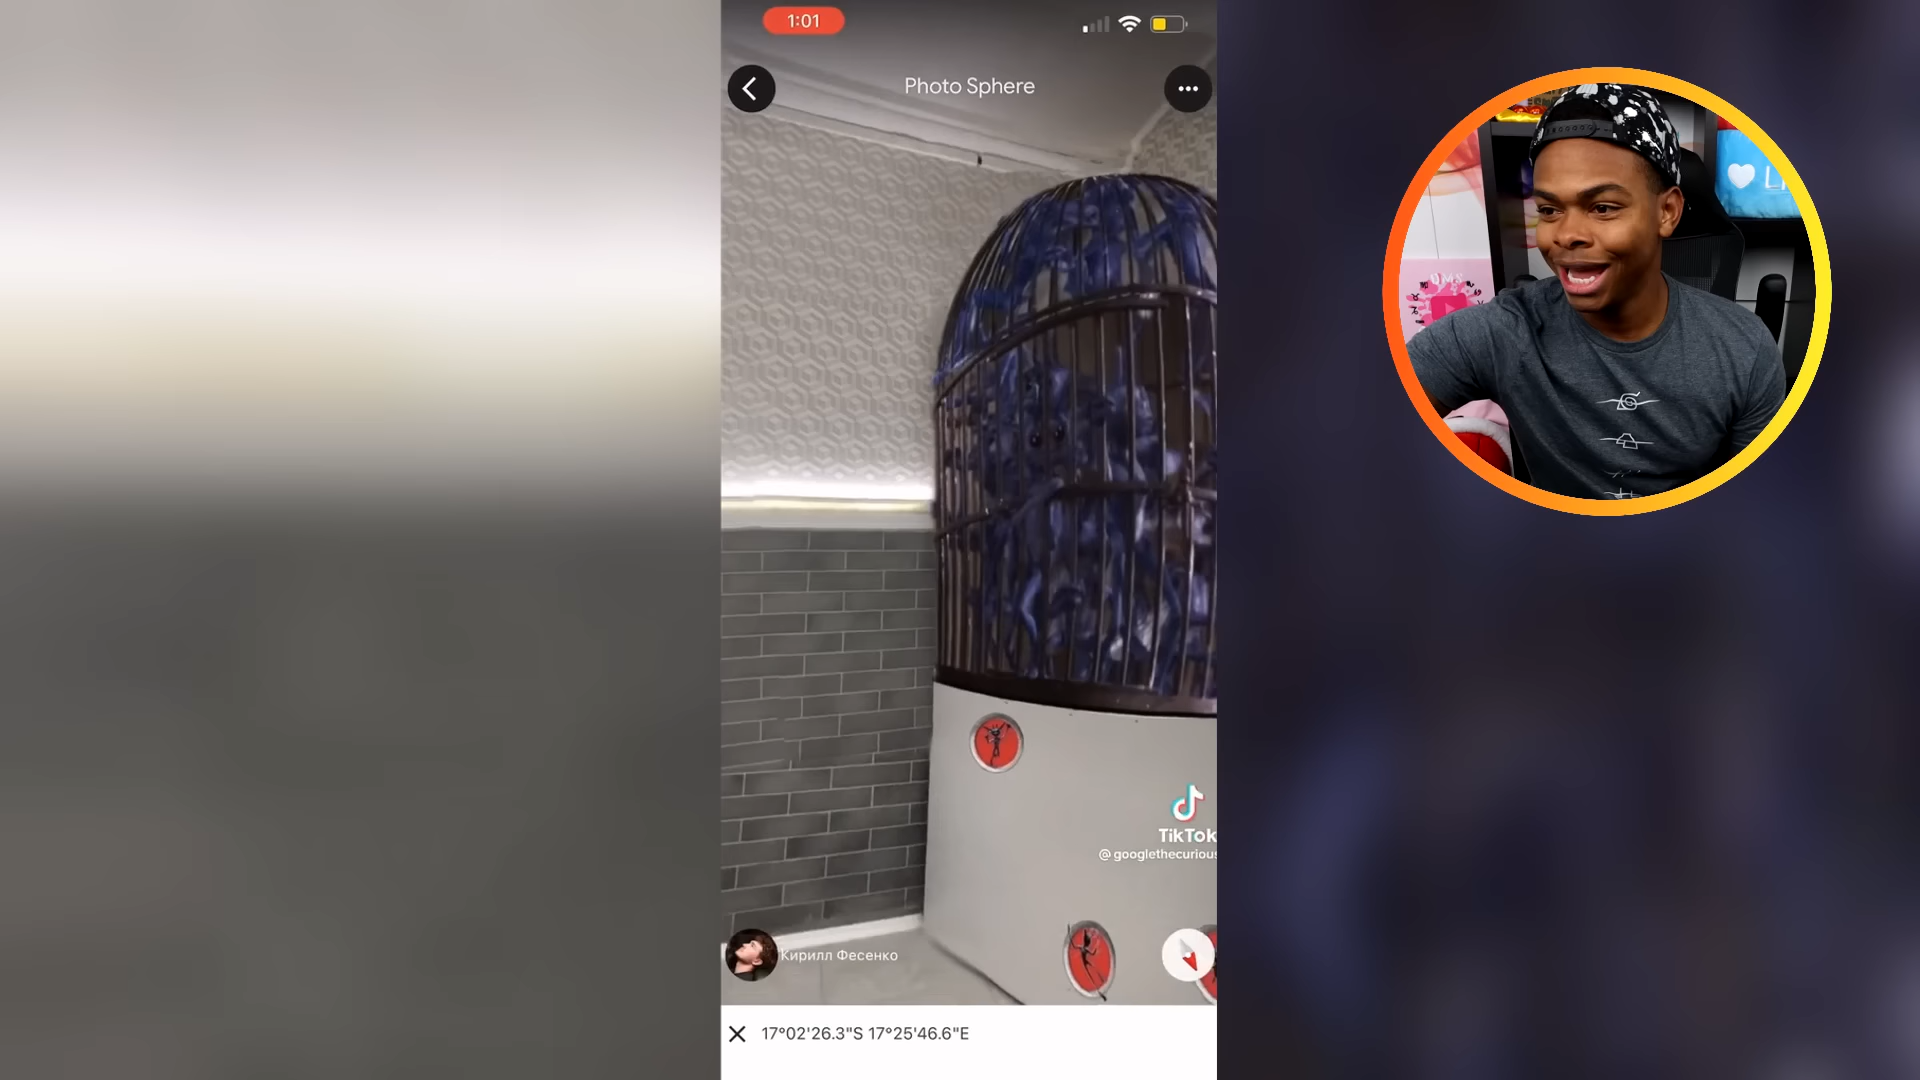 1:01
Photo Sphere
TikTok
@googlethecurious
Кирилл Фесенко
17°02'26.3"S 17°25'46.6"E